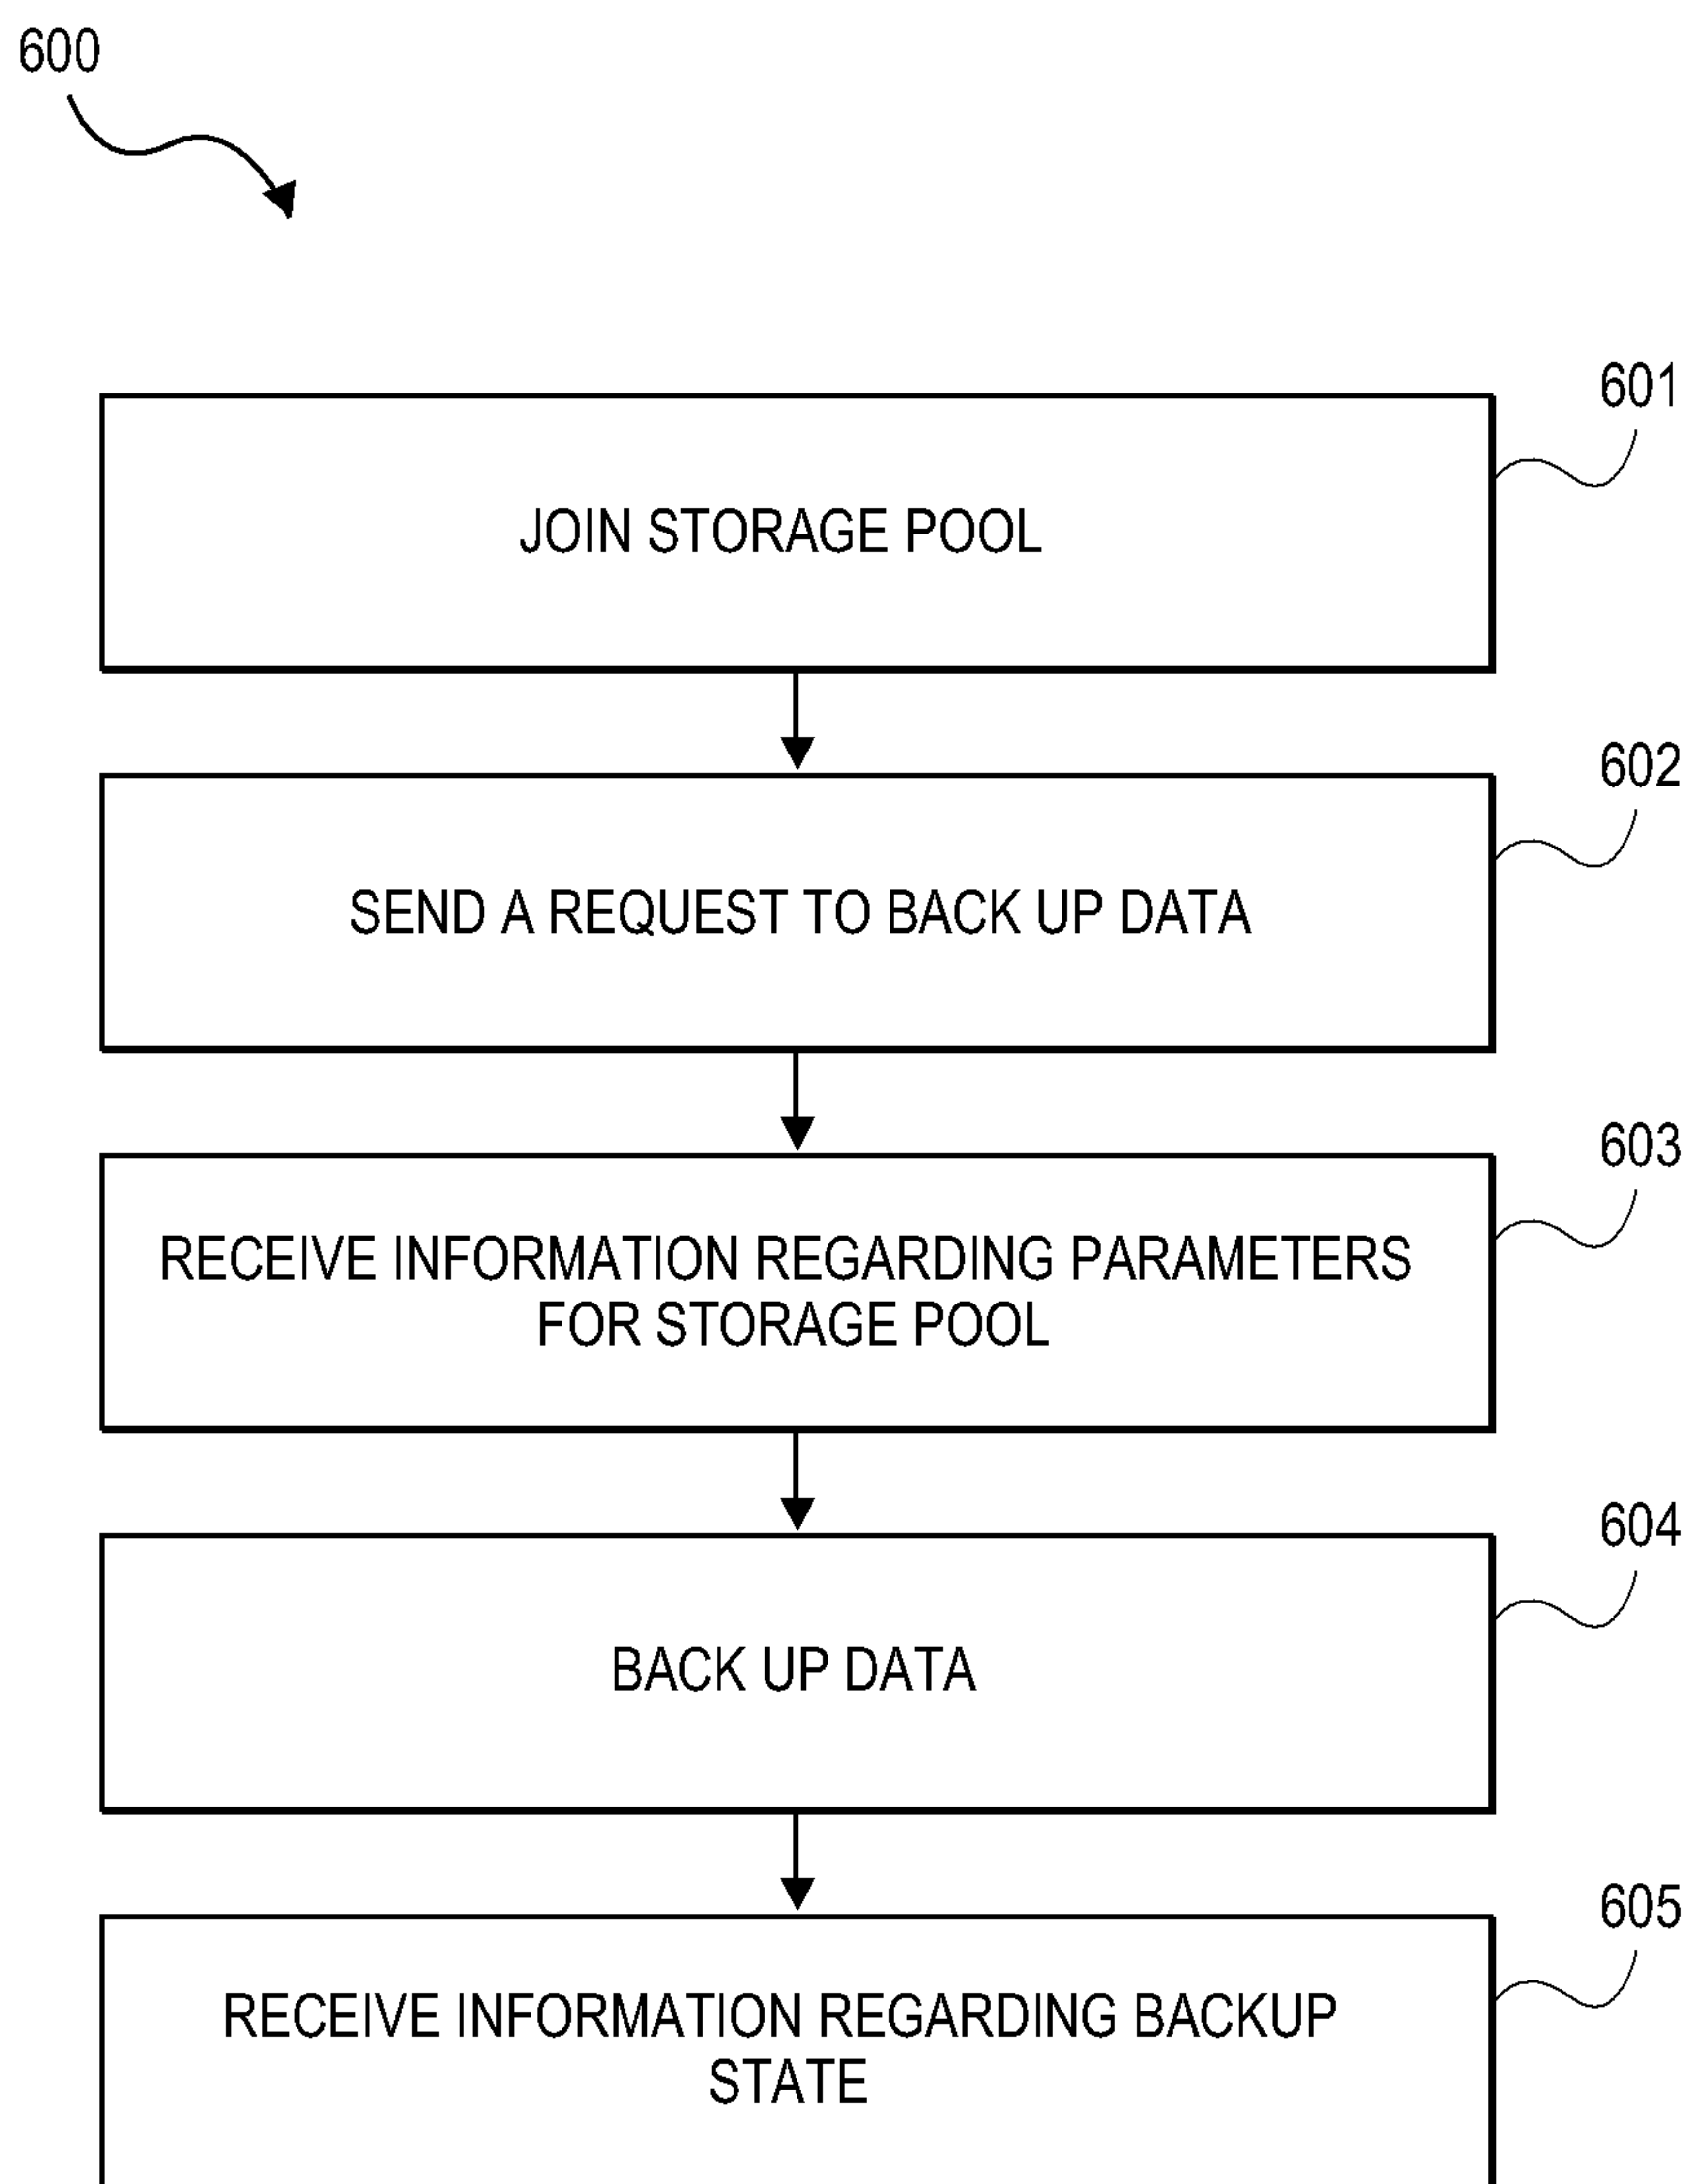 600
601
JOIN STORAGE POOL
602
SEND A REQUEST TO BACK UP DATA
603
RECEIVE INFORMATION REGARDING PARAMETERS
FOR STORAGE POOL
604
BACK UP DATA
605
RECEIVE INFORMATION REGARDING BACKUP
STATE